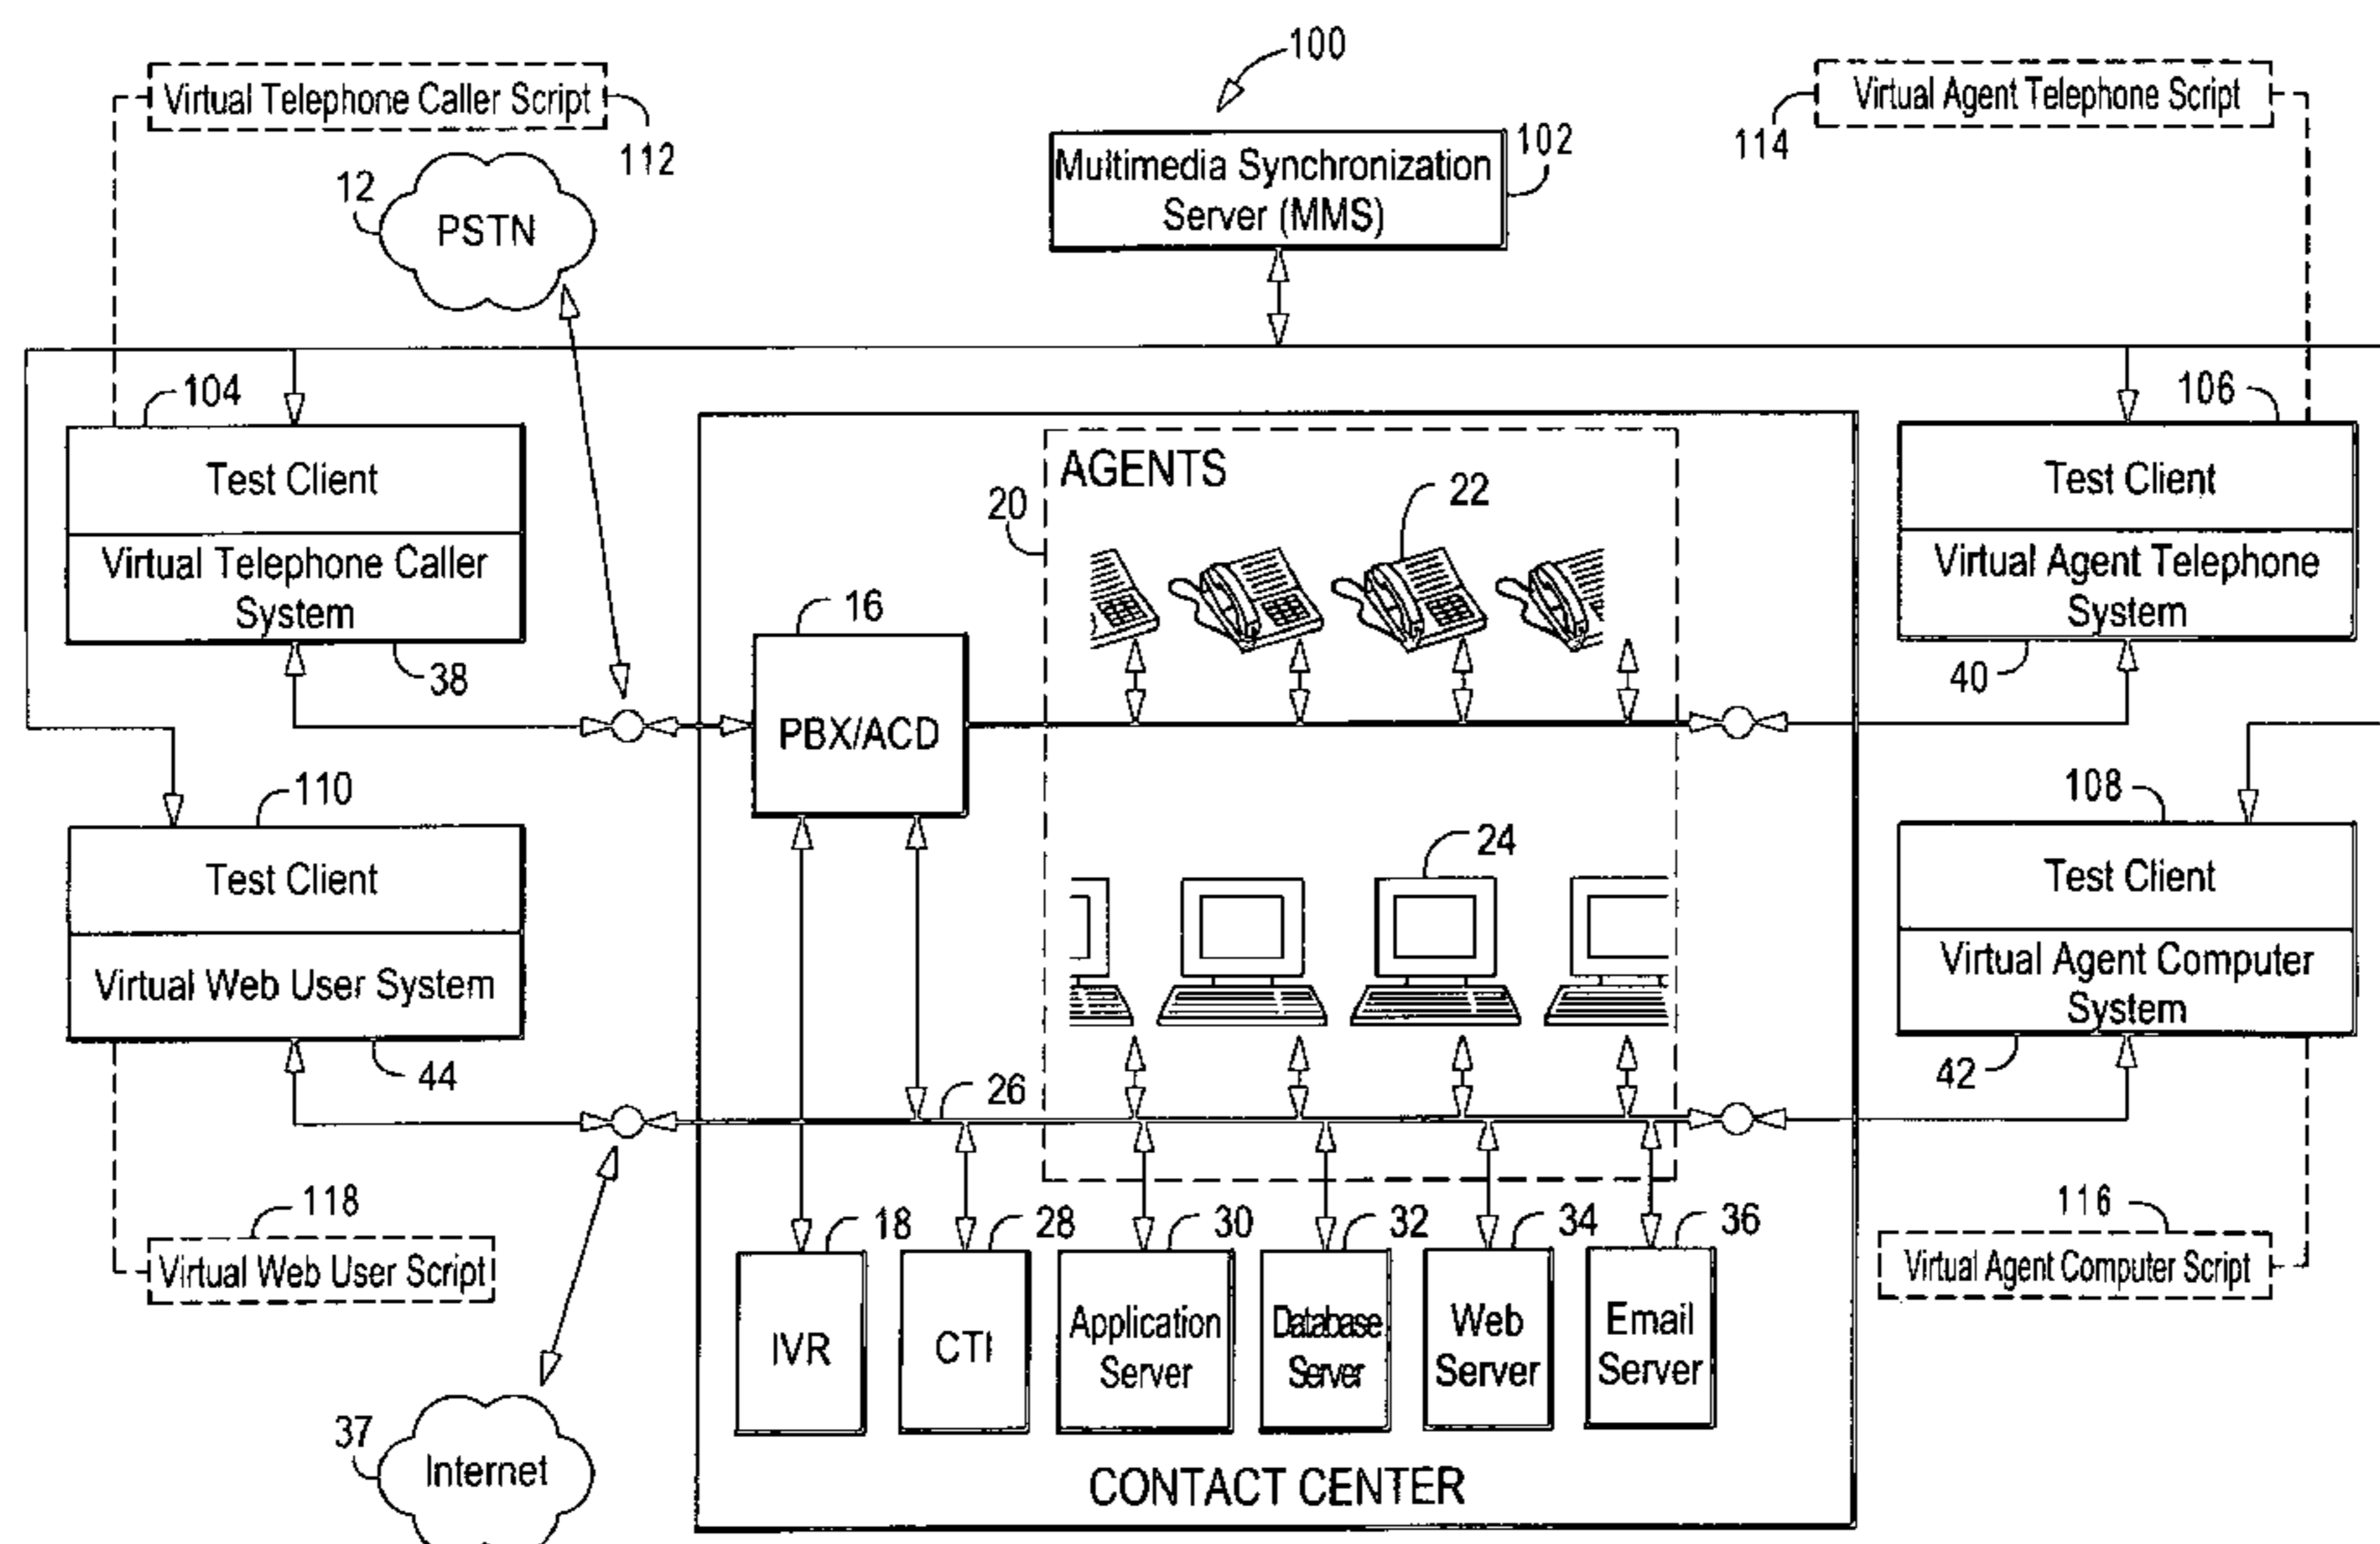 100
Virtual Telephone Caller Script
112
Virtual Agent Telephone Script
114
Multimedia Synchronization
Server (MMS)
102
12
PSTN
104
Test Client
Virtual Telephone Caller
System
38
106
Test Client
Virtual Agent Telephone
System
40
AGENTS
20
22
16
PBX/ACD
110
Test Client
Virtual Web User System
44
24
108
Test Client
Virtual Agent Computer
System
42
26
118
Virtual Web User Script
116
Virtual Agent Computer Script
18
IVR
28
CTI
30
Application
Server
32
Database
Server
34
Web
Server
36
Email
Server
37
Internet
CONTACT CENTER